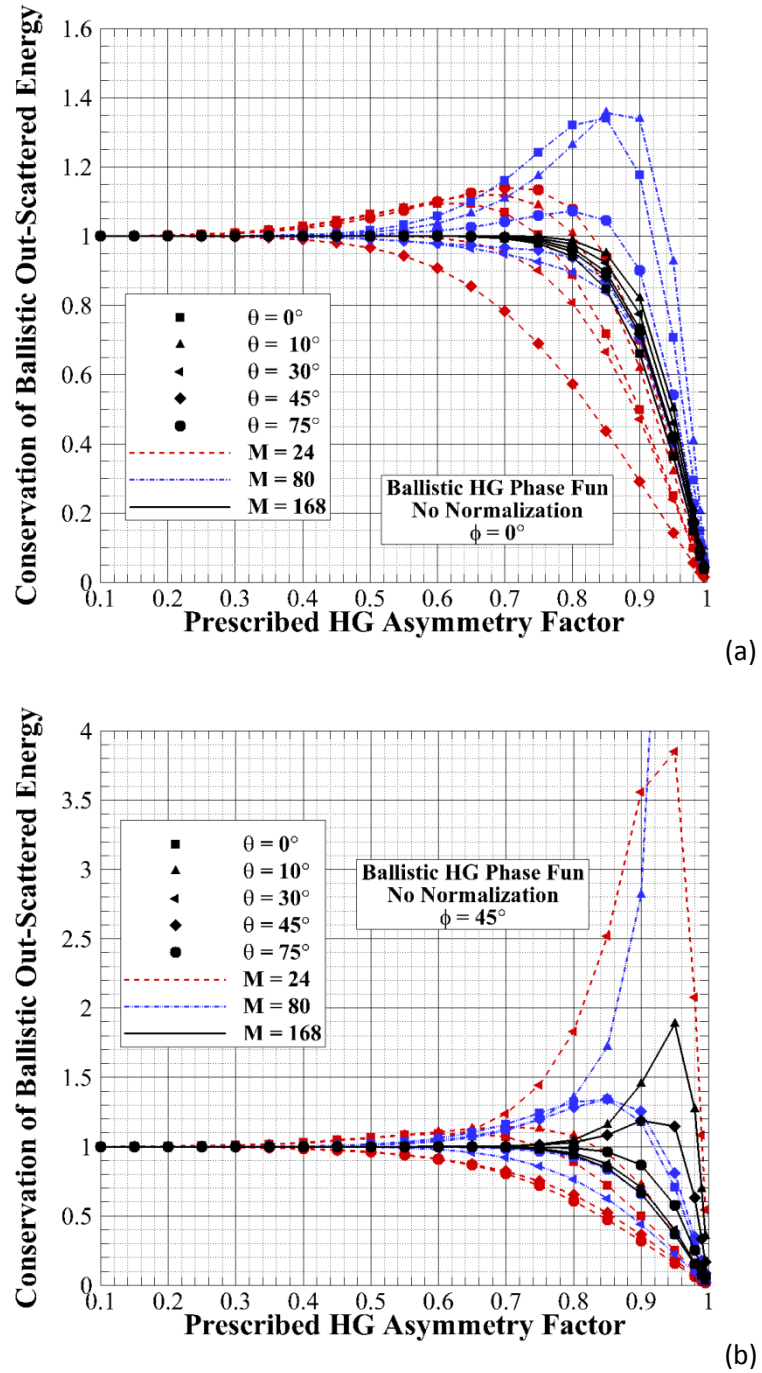 1.6
1.4
1.2
1
0.8
0.6
0.4
0.2
0
Conservation of Ballistic Out-Scattered Energy
θ = 0°
θ = 10°
θ = 30°
θ = 45°
θ = 75°
M = 24
M = 80
M = 168
Ballistic HG Phase Fun
No Normalization
ϕ = 0°
0.1 0.2 0.3 0.4 0.5 0.6 0.7 0.8 0.9 1
Prescribed HG Asymmetry Factor
(a)
4
3.5
3
2.5
2
1.5
1
0.5
0
Conservation of Ballistic Out-Scattered Energy
θ = 0°
θ = 10°
θ = 30°
θ = 45°
θ = 75°
M = 24
M = 80
M = 168
Ballistic HG Phase Fun
No Normalization
ϕ = 45°
0.1 0.2 0.3 0.4 0.5 0.6 0.7 0.8 0.9 1
Prescribed HG Asymmetry Factor
(b)